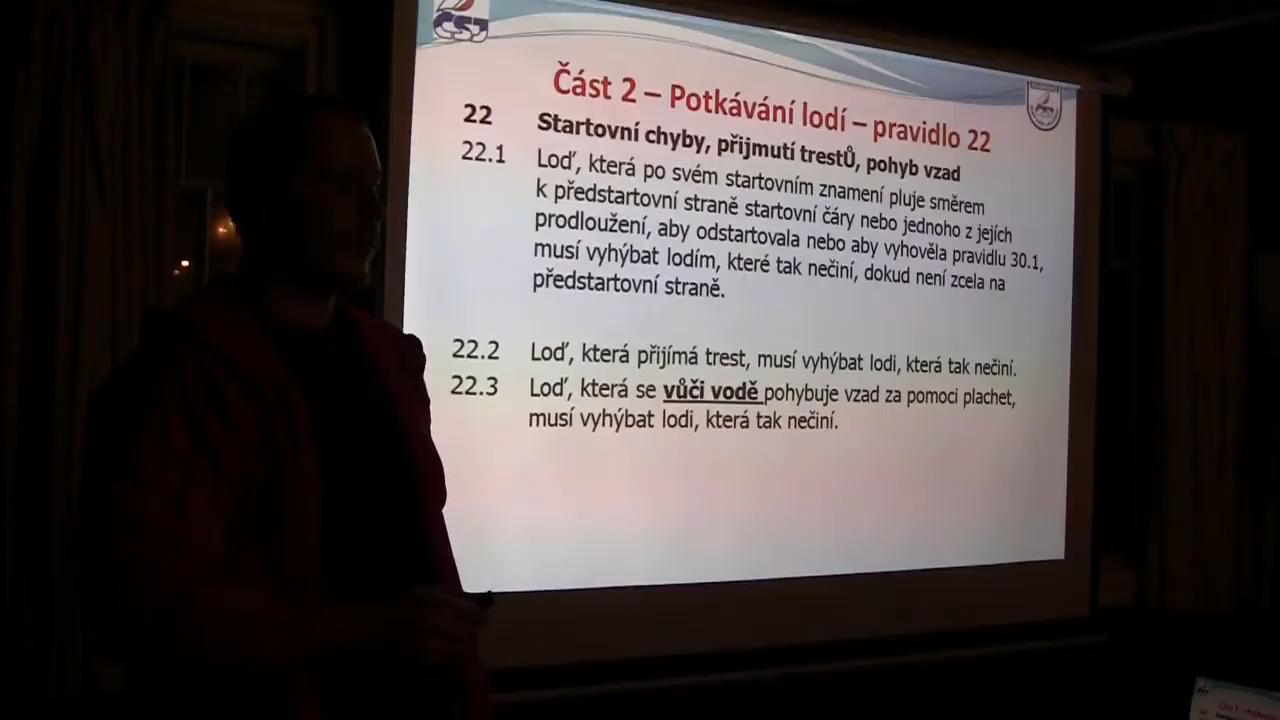 ČSJ
Část 2 – Potkávání lodí – pravidlo 22
22 Startovní chyby, přijmutí trestŮ, pohyb vzad
22.1 Loď, která po svém startovním znamení pluje směrem
k předstartovní straně startovní čáry nebo jednoho z jejích
prodloužení, aby odstartovala nebo aby vyhověla pravidlu 30.1,
musí vyhýbat lodím, které tak nečiní, dokud není zcela na
předstartovní straně.
22.2 Loď, která přijímá trest, musí vyhýbat lodi, která tak nečiní.
22.3 Loď, která se vůči vodě pohybuje vzad za pomoci plachet,
musí vyhýbat lodi, která tak nečiní.